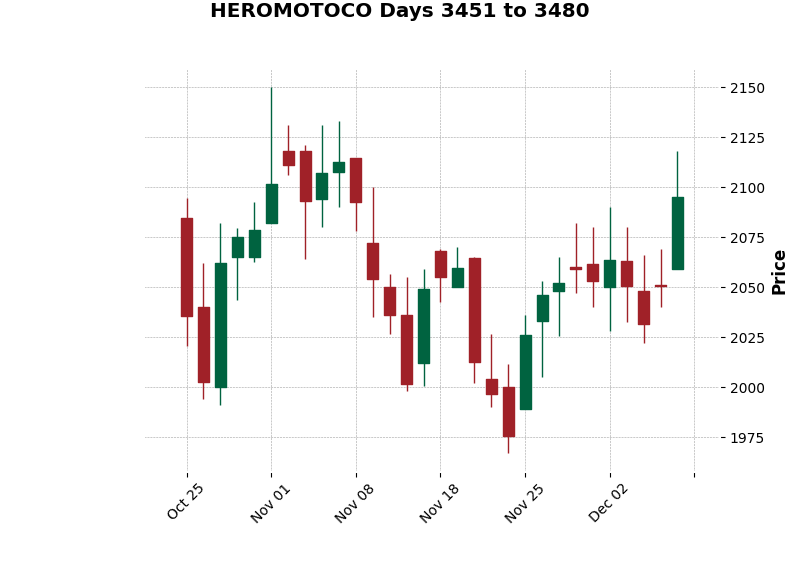 HEROMOTOCO Days 3451 to 3480
2150
2125
2100
2075
2050
2025
2000
1975
Price
Oct 25
Nov 01
Nov 08
Nov 18
Nov 25
Dec 02